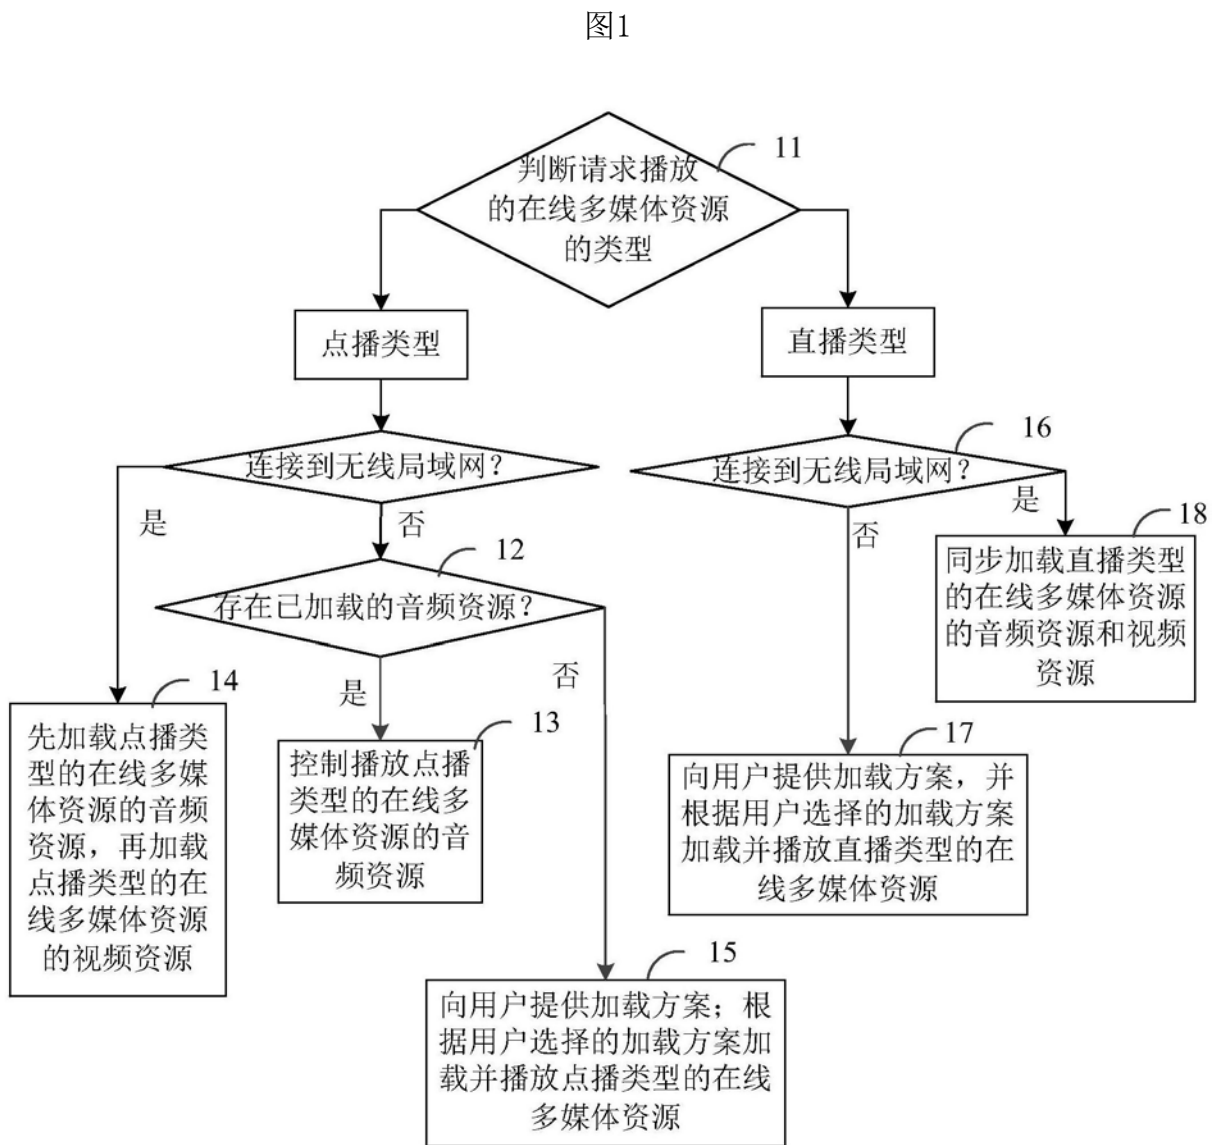 图1
11
判断请求播放
的在线多媒体资源
的类型
点播类型
直播类型
连接到无线局域网？
16
连接到无线局域网？
是
否
是
否
18
同步加载直播类型
的在线多媒体资源
的音频资源和视频
资源
12
存在已加载的音频资源？
是
否
14
先加载点播类
型的在线多媒
体资源的音频
资源，再加载
点播类型的在
线多媒体资源
的视频资源
13
控制播放点播
类型的在线多
媒体资源的音
频资源
17
向用户提供加载方案，并
根据用户选择的加载方案
加载并播放直播类型的在
线多媒体资源
15
向用户提供加载方案；根
据用户选择的加载方案加
载并播放点播类型的在线
多媒体资源